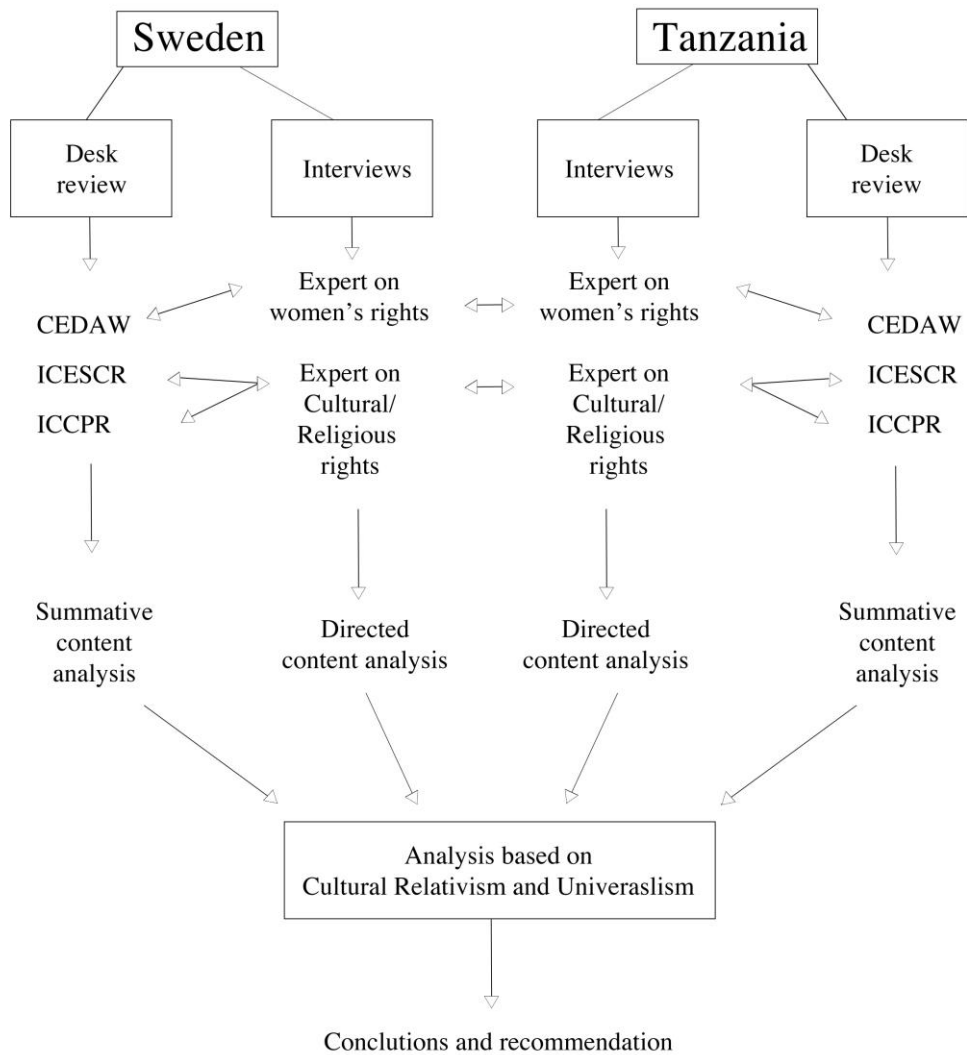 Sweden
Tanzania
Desk
review
Interviews
Interviews
Desk
review
Expert on
women's rights
Expert on
women's rights
CEDAW
ICESCR
ICCPR
CEDAW
ICESCR
ICCPR
Expert on
Cultural/
Religious
rights
Expert on
Cultural/
Religious
rights
Summative
content
analysis
Directed
content analysis
Directed
content analysis
Summative
content
analysis
Analysis based on
Cultural Relativism and Univeraslism
Conclutions and recommendation